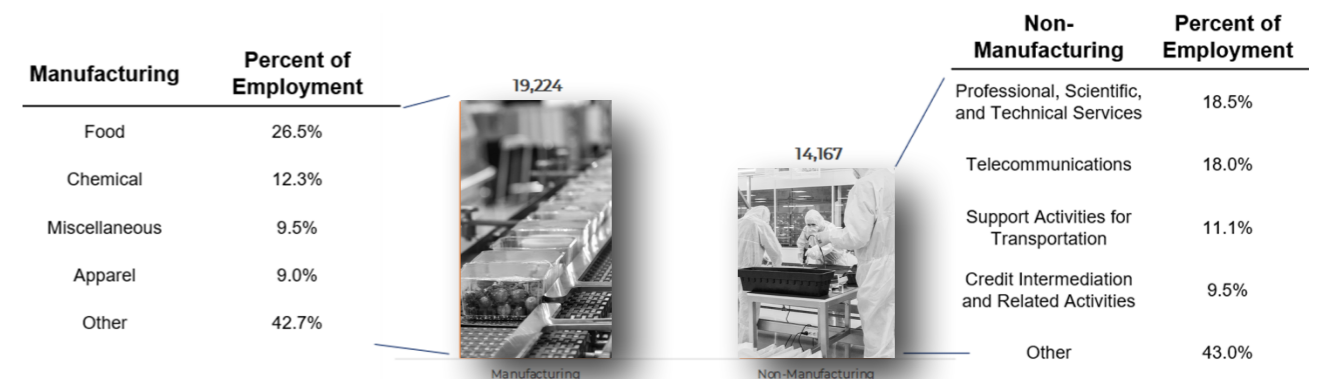 Manufacturing
Percent of
Employment
Food
26.5%
Chemical
12.3%
Miscellaneous
9.5%
Apparel
9.0%
Other
42.7%
19,224
Manufacturing
14,167
Non-Manufacturing
Non-
Manufacturing
Percent of
Employment
Professional, Scientific,
and Technical Services
18.5%
Telecommunications
18.0%
Support Activities for
Transportation
11.1%
Credit Intermediation
and Related Activities
9.5%
Other
43.0%